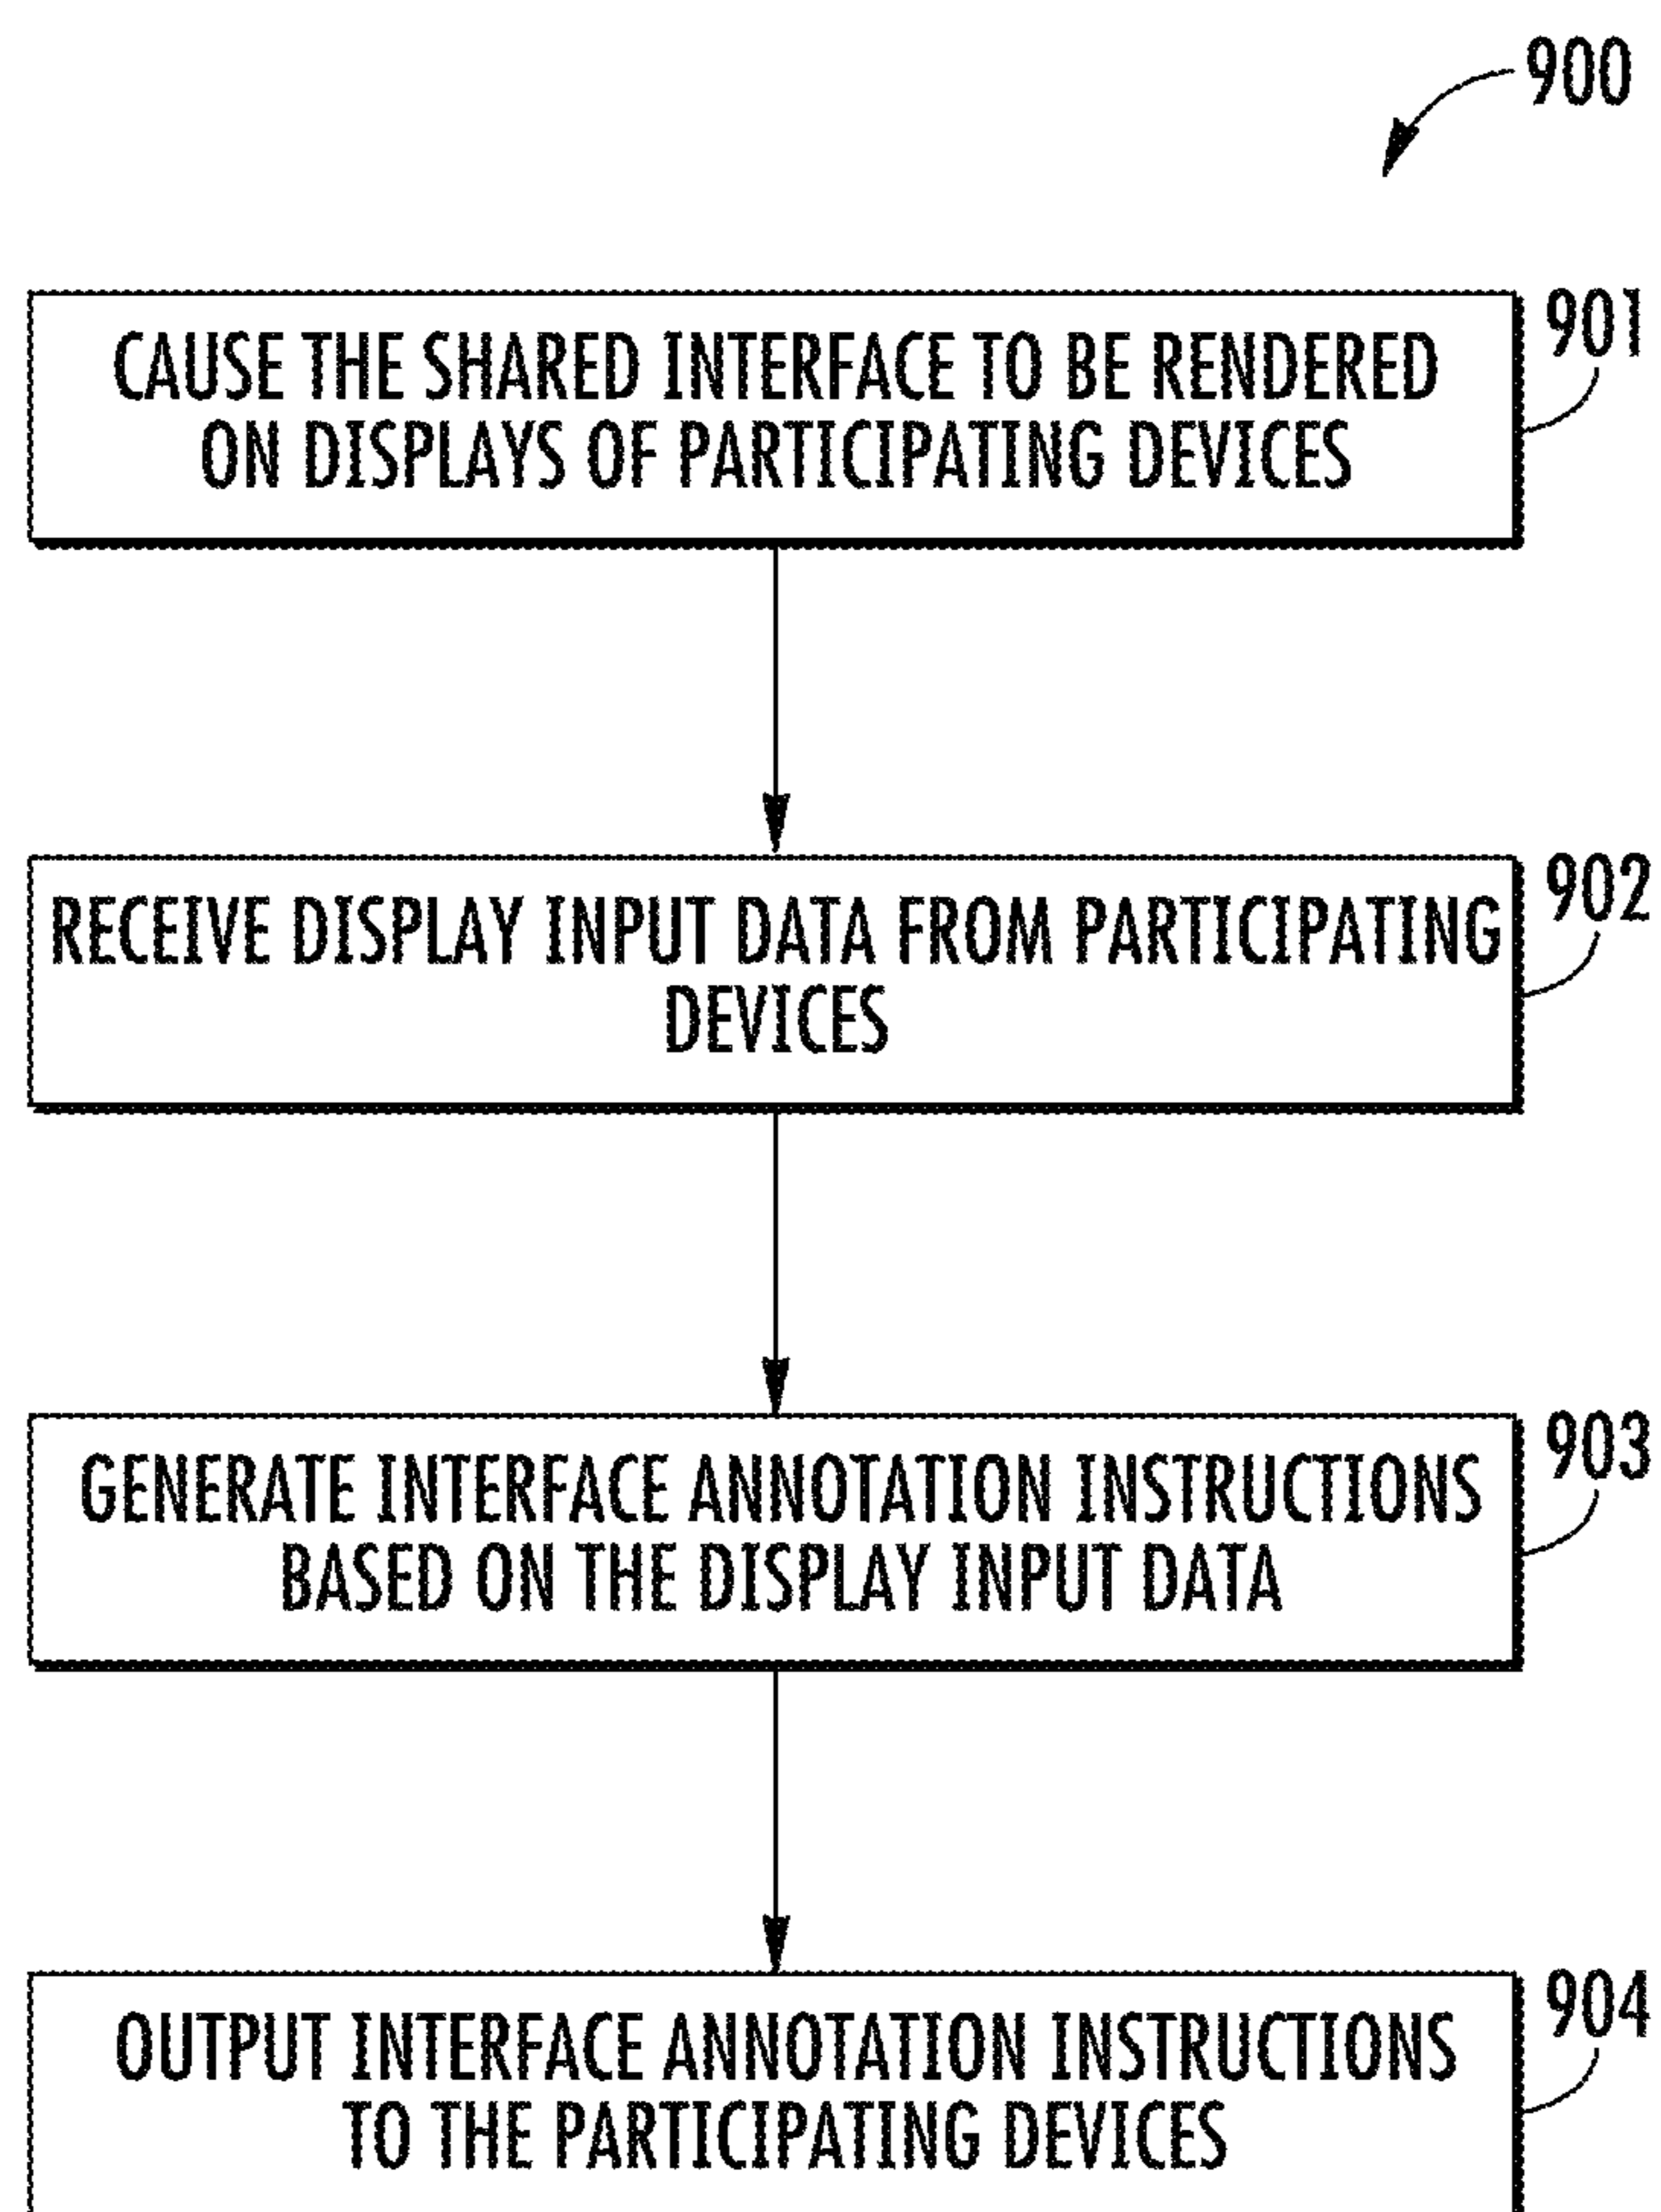 900
901
CAUSE THE SHARED INTERFACE TO BE RENDERED
ON DISPLAYS OF PARTICIPATING DEVICES
902
RECEIVE DISPLAY INPUT DATA FROM PARTICIPATING
DEVICES
903
GENERATE INTERFACE ANNOTATION INSTRUCTIONS
BASED ON THE DISPLAY INPUT DATA
904
OUTPUT INTERFACE ANNOTATION INSTRUCTIONS
TO THE PARTICIPATING DEVICES